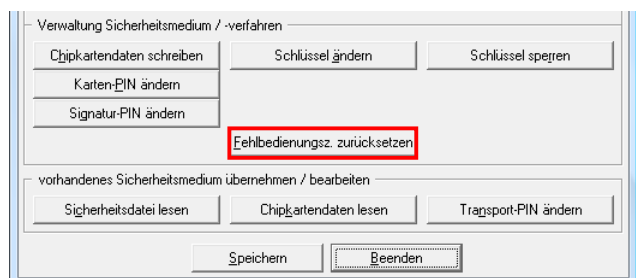 Verwaltung Sicherheitsmedium / -verfahren
Chipkartendaten schreiben
Schlüssel ändern
Schlüssel sperren
Karten-PIN ändern
Signatur-PIN ändern
Fehlbedienungsz. zurücksetzen
vorhandenes Sicherheitsmedium übernehmen / bearbeiten
Sicherheitsdatei lesen
Chipkartendaten lesen
Transport-PIN ändern
Speichern
Beenden